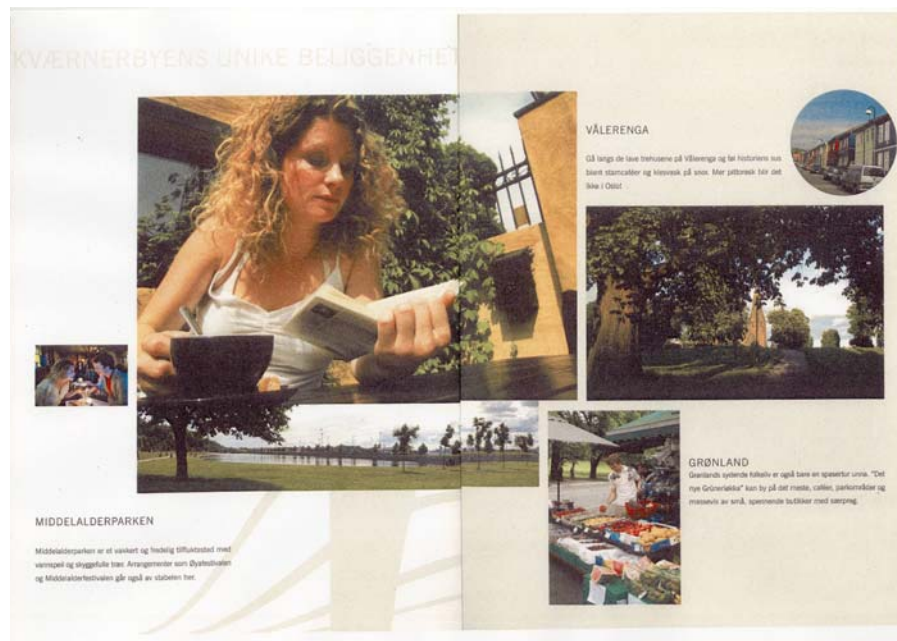 KVÆRNERBYENS UNIKE BELIGGENHET
VÅLERENGA
Gå langs de lave trehusene på Vålerenga og føl historiens sus
blant stamcaféer og klesvask på snor. Mer pittoresk blir det
ikke i Oslo!
GRØNLAND
Grønlands sydende folkeliv er også bare en spasertur unna. "Det
nye Grünerløkka" kan by på det meste, caféer, parkområder og
massevis av små, spennende butikker med særpreg.
MIDDELALDERPARKEN
Middelalderparken er et vakkert og fredelig tilfluktssted med
vannspeil og skyggefulle trær. Arrangementer som Øyafestivalen
og Middelalderfestivalen går også av stabelen her.